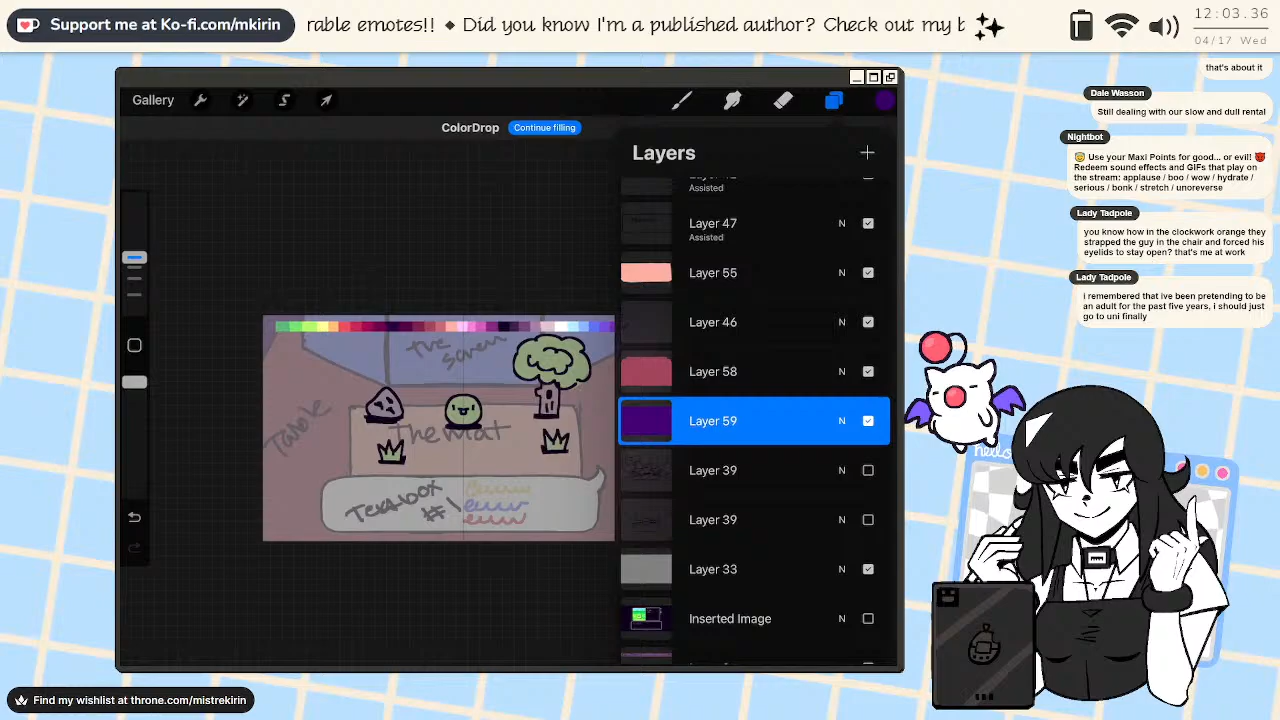 Support me at Ko-fi.com/mkirin
rable emotes!! ◆ Did you know I'm a published author? Check out my b
12:03.36
04/17 Wed
that's about it
Dale Wasson
Still dealing with our slow and dull rental
Nightbot
😇 Use your Maxi Points for good... or evil! 😈
Redeem sound effects and GIFs that play on
the stream: applause / boo / wow / hydrate /
serious / bonk / stretch / unoreverse
Lady Tadpole
you know how in the clockwork orange they
strapped the guy in the chair and forced his
eyelids to stay open? that's me at work
Lady Tadpole
i remembered that ive been pretending to be
an adult for the past five years, i should just
go to uni finally
Gallery
ColorDrop
Continue filling
Layers
Assisted
Layer 47
N
Assisted
Layer 55
N
Layer 46
N
Layer 58
N
Layer 59
N
Layer 39
N
Layer 39
N
Layer 33
N
Inserted Image
N
The screen
Table
The Mat
Textbox
hello
Find my wishlist at throne.com/mistrekirin